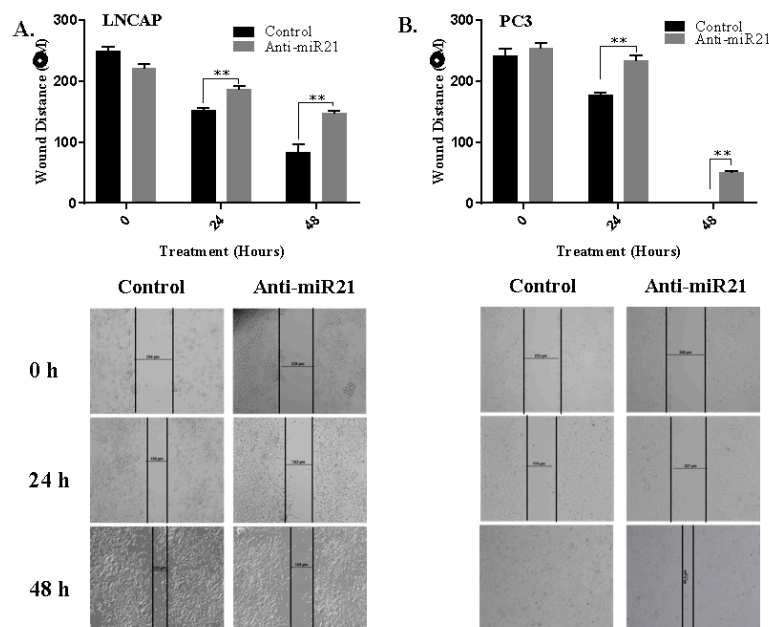 A.
LNCAP
Control
Anti-miR21
Wound Distance
300
200
100
0
**
**
0
24
48
Treatment (Hours)
B.
PC3
Control
Anti-miR21
Wound Distance
300
200
100
0
**
**
0
24
48
Treatment (Hours)
Control
Anti-miR21
Control
Anti-miR21
0 h
24 h
48 h